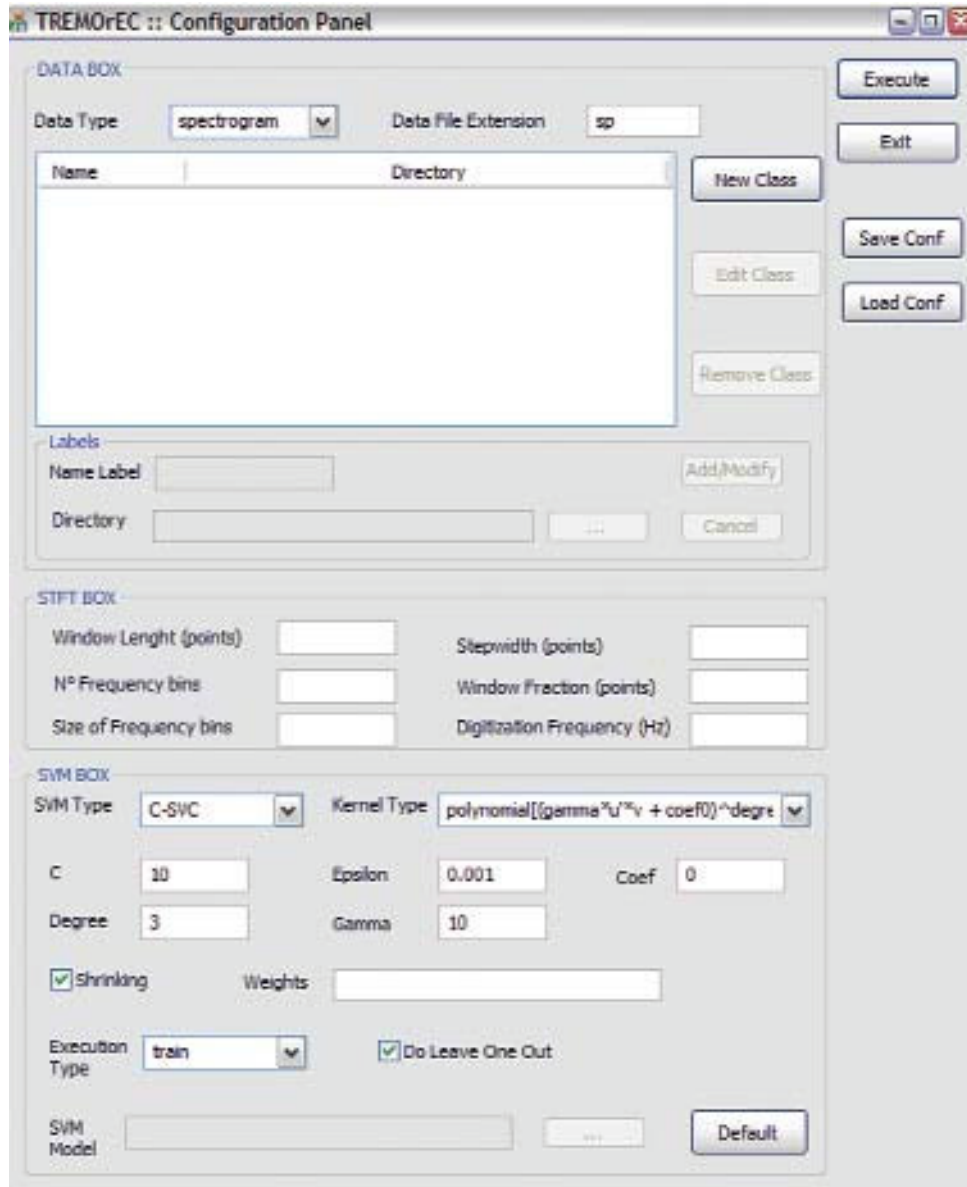 TREMOrEC :: Configuration Panel
DATA BOX
Data Type spectrogram Data File Extension sp
Execute
Exit
Name Directory
New Class
Edit Class
Remove Class
Save Conf
Load Conf
Labels
Name Label Add/Modify
Directory ... Cancel
STFT BOX
Window Lenght (points) Stepwidth (points)
Nº Frequency bins Window Fraction (points)
Size of Frequency bins Digitization Frequency (Hz)
SVM BOX
SVM Type C-SVC Kernel Type polynomial[(gamma*u'*v + coef0)^degre
C 10 Epsilon 0.001 Coef 0
Degree 3 Gamma 10
Shrinking Weights
Execution Type train Do Leave One Out
SVM Model ... Default